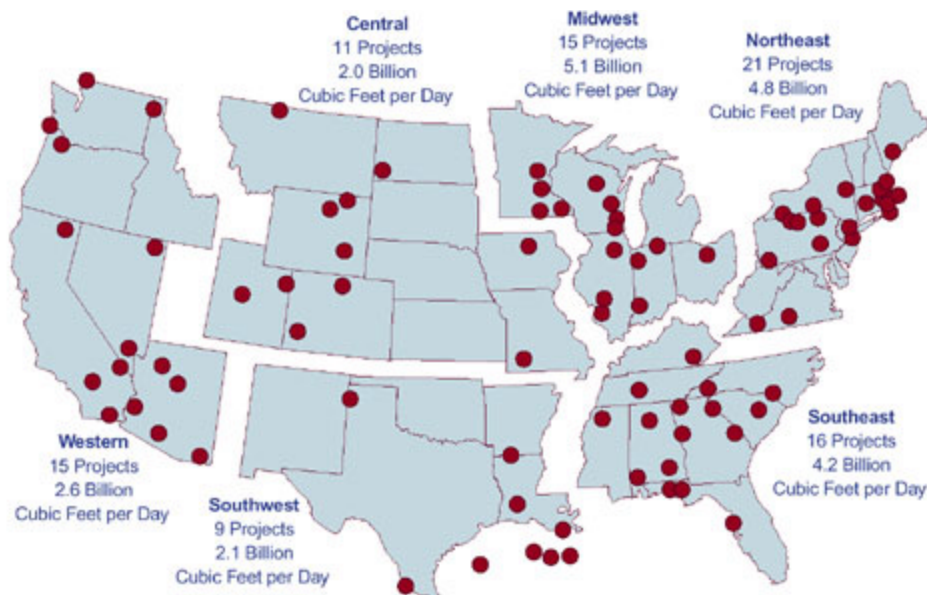 Central
11 Projects
2.0 Billion
Cubic Feet per Day
Midwest
15 Projects
5.1 Billion
Cubic Feet per Day
Northeast
21 Projects
4.8 Billion
Cubic Feet per Day
Western
15 Projects
2.6 Billion
Cubic Feet per Day
Southwest
9 Projects
2.1 Billion
Cubic Feet per Day
Southeast
16 Projects
4.2 Billion
Cubic Feet per Day